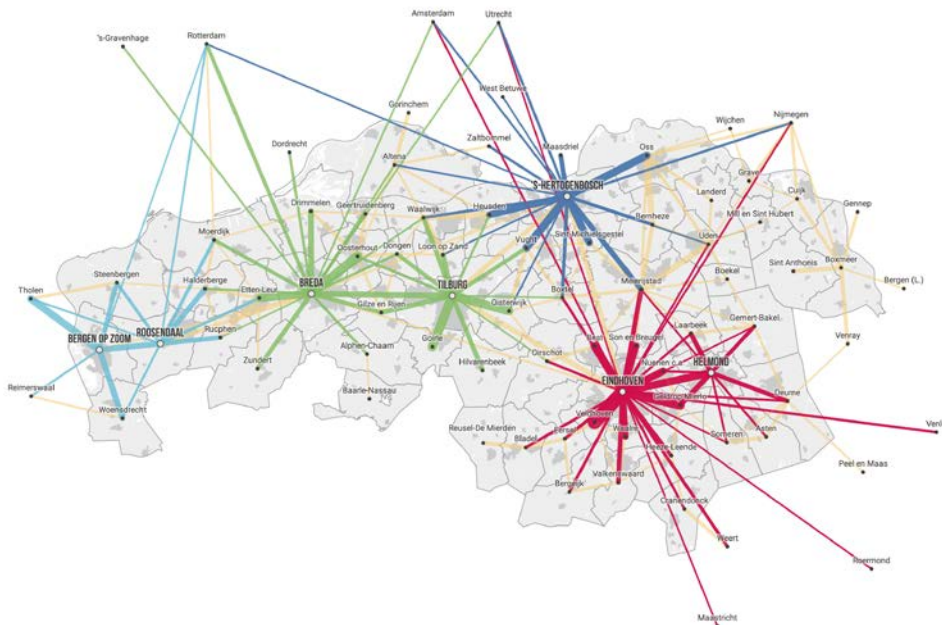 Amsterdam
Utrecht
's-Gravenhage
Rotterdam
West Betuwe
Gorinchem
Nijmegen
Wijchen
Zaltbommel
Maasdriel
Oss
Dordrecht
Altena
Grave
'S-HERTOGENBOSCH
Landerd
Cuijk
Drimmelen
Geertruidenberg
Waalwijk
Heusden
Gennep
Mill en Sint Hubert
Bernheze
Sint Michielsgestel
Moerdijk
Oosterhout
Dongen
Loon op Zand
Vught
Uden
Boxmeer
Sint Anthonis
Boekel
Steenbergen
Halderberge
BREDA
TILBURG
Meierijstad
Bergen (L.)
Tholen
Etten-Leur
Boxtel
Gilze en Rijen
Oisterwijk
Gemert-Bakel
Rucphen
ROOSENDAAL
BERGEN OP ZOOM
Laarbeek
Best
Son en Breugel
Goirle
Venray
Alphen-Chaam
Oirschot
Zundert
Hilvarenbeek
Nuenen c.a.
HELMOND
EINDHOVEN
Reimerswaal
Baarle-Nassau
Geldrop-Mierlo
Deurne
Woensdrecht
Veldhoven
Reusel-De Mierden
Eersel
Waalre
Asten
Bladel
Someren
Heeze-Leende
Venl
Peel en Maas
Valkenswaard
Bergeijk
Cranendonck
Weert
Roermond
Maastricht